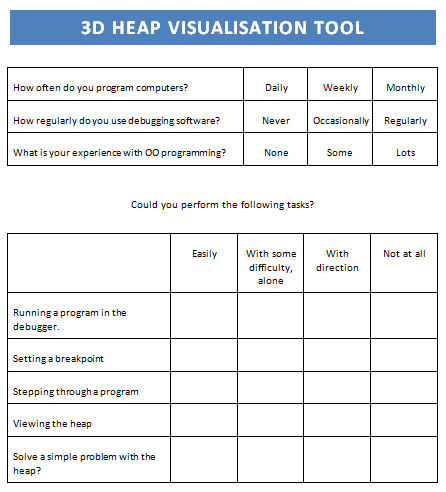 3D HEAP VISUALISATION TOOL
How often do you program computers? Daily Weekly Monthly
How regularly do you use debugging software? Never Occasionally Regularly
What is your experience with OO programming? None Some Lots
Could you perform the following tasks?
Easily With some With Not at all
difficulty, direction
alone
Running a program in the
debugger.
Setting a breakpoint
Stepping through a program
Viewing the heap
Solve a simple problem with the
heap?